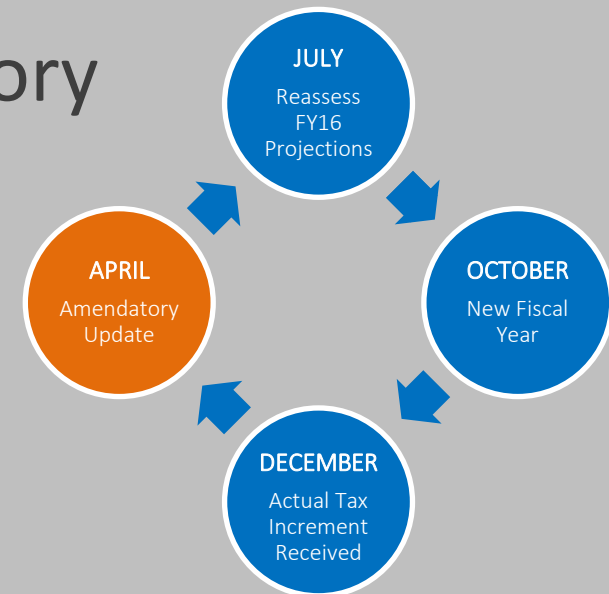 ory
JULY
Reassess
FY16
Projections
APRIL
Amendatory
Update
OCTOBER
New Fiscal
Year
DECEMBER
Actual Tax
Increment
Received